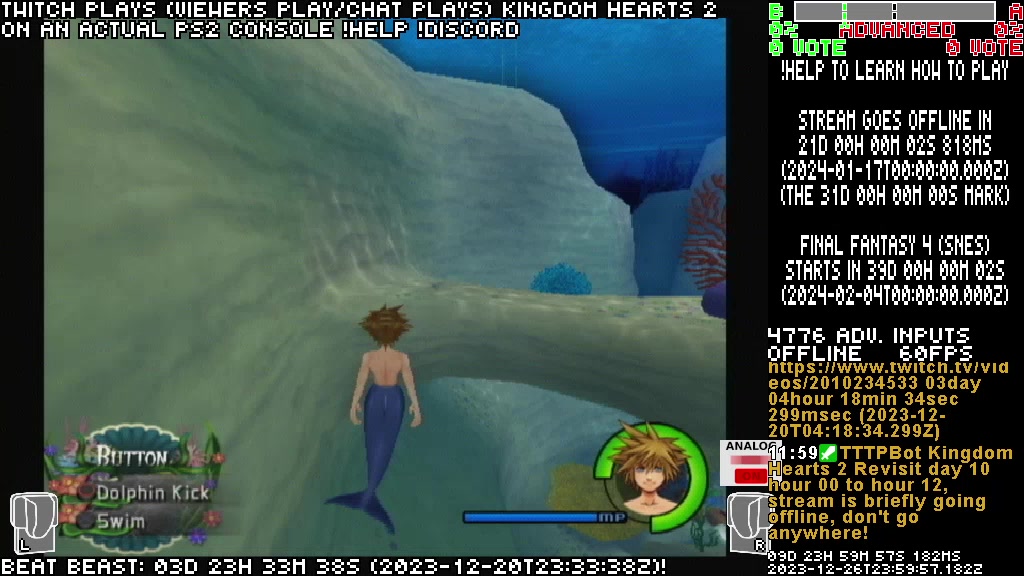 TWITCH PLAYS (VIEWERS PLAY/CHAT PLAYS) KINGDOM HEARTS 2
ON AN ACTUAL PS2 CONSOLE !HELP !DISCORD
B A
0% ADVANCED 0%
0 VOTE 0 VOTE
!HELP TO LEARN HOW TO PLAY
STREAM GOES OFFLINE IN
21D 00H 00M 02S 818MS
(2024-01-17T00:00:00.000Z)
(THE 31D 00H 00M 00S MARK)
FINAL FANTASY 4 (SNES)
STARTS IN 39D 00H 00M 02S
(2024-02-04T00:00:00.000Z)
4776 ADV. INPUTS
OFFLINE 60FPS
https://www.twitch.tv/vid
eos/2010234533 03day
04hour 18min 34sec
299msec (2023-12-
20T04:18:34.299Z)
11:59 TTTPBot Kingdom
Hearts 2 Revisit day 10
hour 00 to hour 12,
stream is briefly going
offline, don't go
anywhere!
09D 23H 59M 57S 182MS
2023-12-26T23:59:57.182Z
BUTTON
Dolphin Kick
Swim
MP
ANALOG
L
R
BEAT BEAST: 03D 23H 33M 38S (2023-12-20T23:33:38Z)!